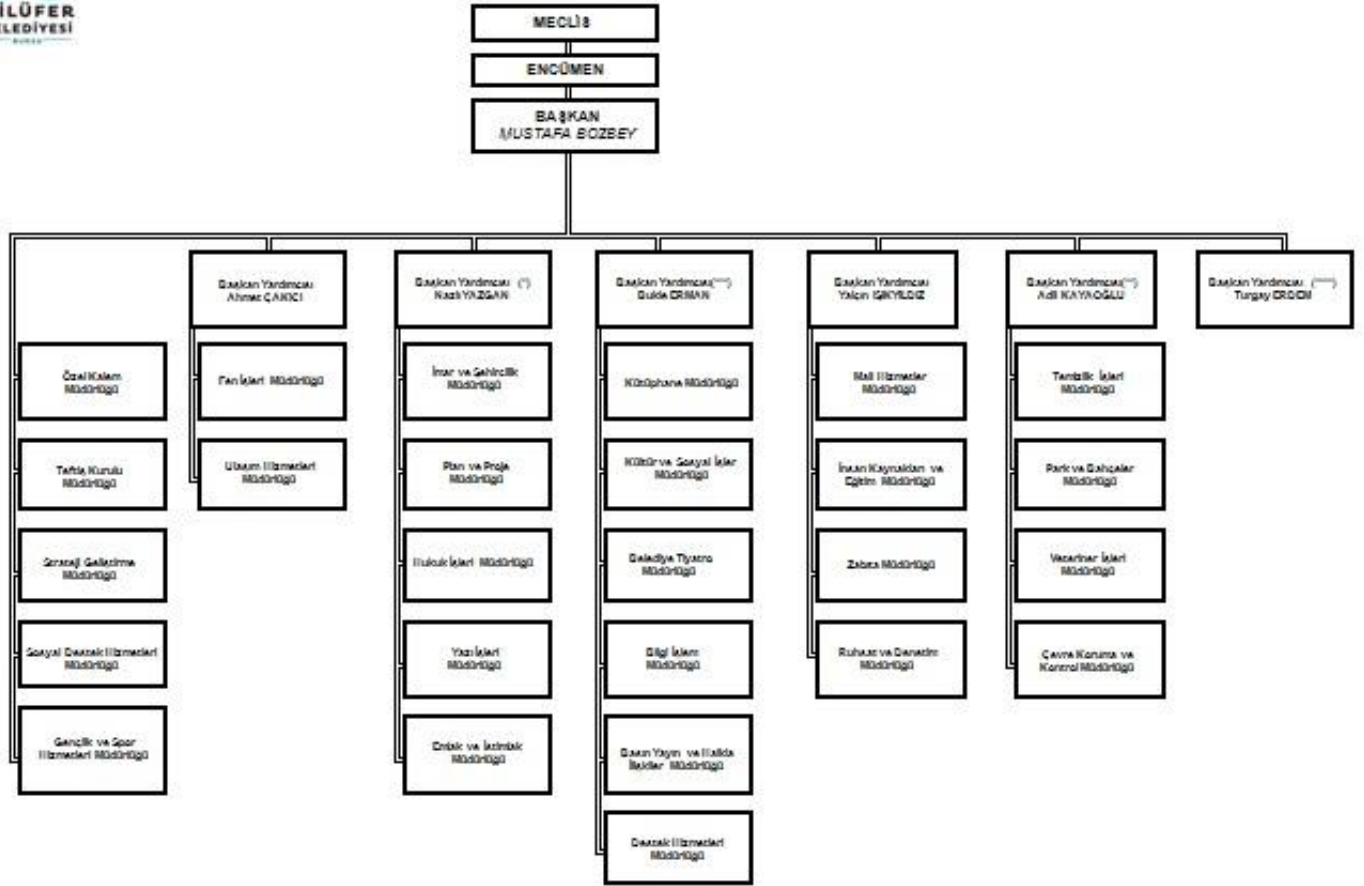 İLÜFER
ELEDİYESİ
BURSA
MECLİS
ENCÜMEN
BAŞKAN
MUSTAFA BOZBEY
Başkan Yardımcısı
Ahmet ÇAKICI
Başkan Yardımcısı (*)
Nazlı YAZGAN
Başkan Yardımcısı(***)
Bukle ERMAN
Başkan Yardımcısı
Yalçın IŞIKYILDIZ
Başkan Yardımcısı(**)
Adil KAYAOĞLU
Başkan Yardımcısı (****)
Turgay ERDEM
Özel Kalem
Müdürlüğü
Fen İşleri Müdürlüğü
İmar ve Şehircilik
Müdürlüğü
Kütüphane Müdürlüğü
Mali Hizmetler
Müdürlüğü
Temizlik İşleri
Müdürlüğü
Teftiş Kurulu
Müdürlüğü
Ulaşım Hizmetleri
Müdürlüğü
Plan ve Proje
Müdürlüğü
Kültür ve Sosyal İşler
Müdürlüğü
İnsan Kaynakları ve
Eğitim Müdürlüğü
Park ve Bahçeler
Müdürlüğü
Strateji Geliştirme
Müdürlüğü
Hukuk İşleri Müdürlüğü
Belediye Tiyatro
Müdürlüğü
Zabıta Müdürlüğü
Veteriner İşleri
Müdürlüğü
Sosyal Destek Hizmetleri
Müdürlüğü
Yazı İşleri
Müdürlüğü
Bilgi İşlem
Müdürlüğü
Ruhsat ve Denetim
Müdürlüğü
Çevre Koruma ve
Kontrol Müdürlüğü
Gençlik ve Spor
Hizmetleri Müdürlüğü
Emlak ve İstimlak
Müdürlüğü
Basın Yayın ve Halkla
İlişkiler Müdürlüğü
Destek Hizmetleri
Müdürlüğü